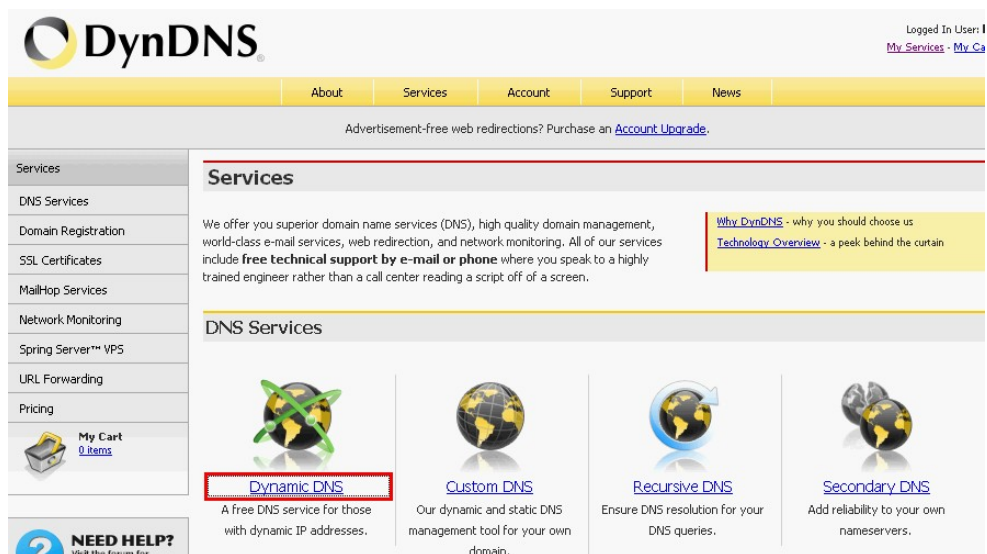 DynDNS
Logged In User:
My Services - My Ca
About Services Account Support News
Advertisement-free web redirections? Purchase an Account Upgrade.
Services
DNS Services
Domain Registration
SSL Certificates
MailHop Services
Network Monitoring
Spring Server™ VPS
URL Forwarding
Pricing
My Cart
0 items
NEED HELP?
Visit the forum for
Services
We offer you superior domain name services (DNS), high quality domain management,
world-class e-mail services, web redirection, and network monitoring. All of our services
include free technical support by e-mail or phone where you speak to a highly
trained engineer rather than a call center reading a script off of a screen.
Why DynDNS - why you should choose us
Technology Overview - a peek behind the curtain
DNS Services
Dynamic DNS
A free DNS service for those
with dynamic IP addresses.
Custom DNS
Our dynamic and static DNS
management tool for your own
domain.
Recursive DNS
Ensure DNS resolution for your
DNS queries.
Secondary DNS
Add reliability to your own
nameservers.